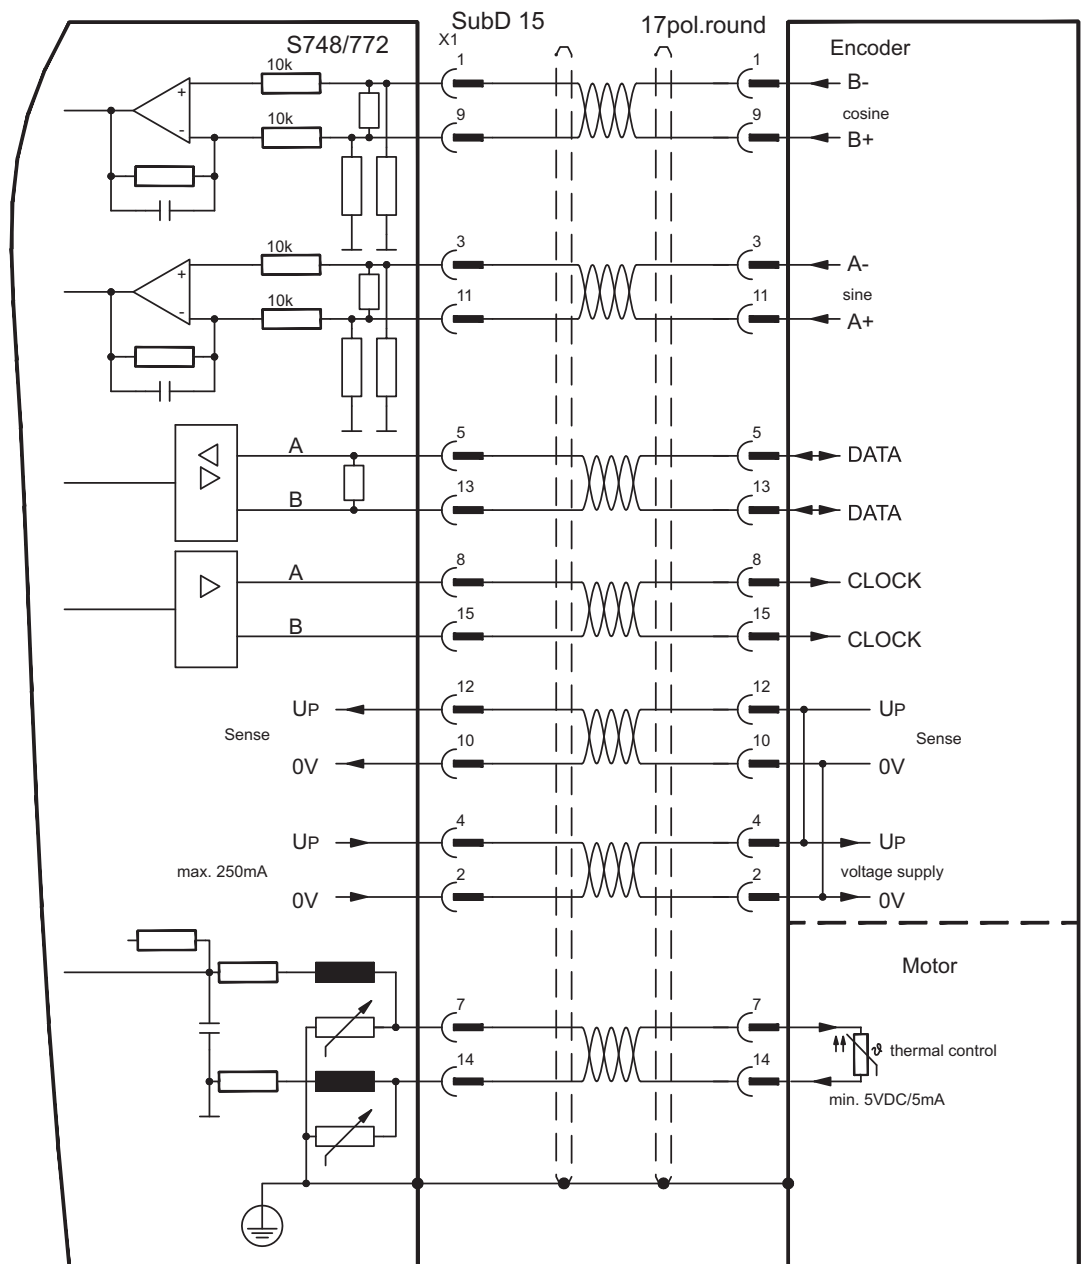 SubD 15
17pol.round
S748/772
X1
Encoder
10k
1
1
B-
cosine
10k
9
9
B+
10k
3
3
A-
sine
10k
11
11
A+
A
5
5
DATA
B
13
13
DATA
A
8
8
CLOCK
B
15
15
CLOCK
UP
12
12
UP
Sense
Sense
0V
10
10
0V
UP
4
4
UP
max. 250mA
voltage supply
0V
2
2
0V
Motor
7
7
ϑ thermal control
14
14
min. 5VDC/5mA
+
-
+
-